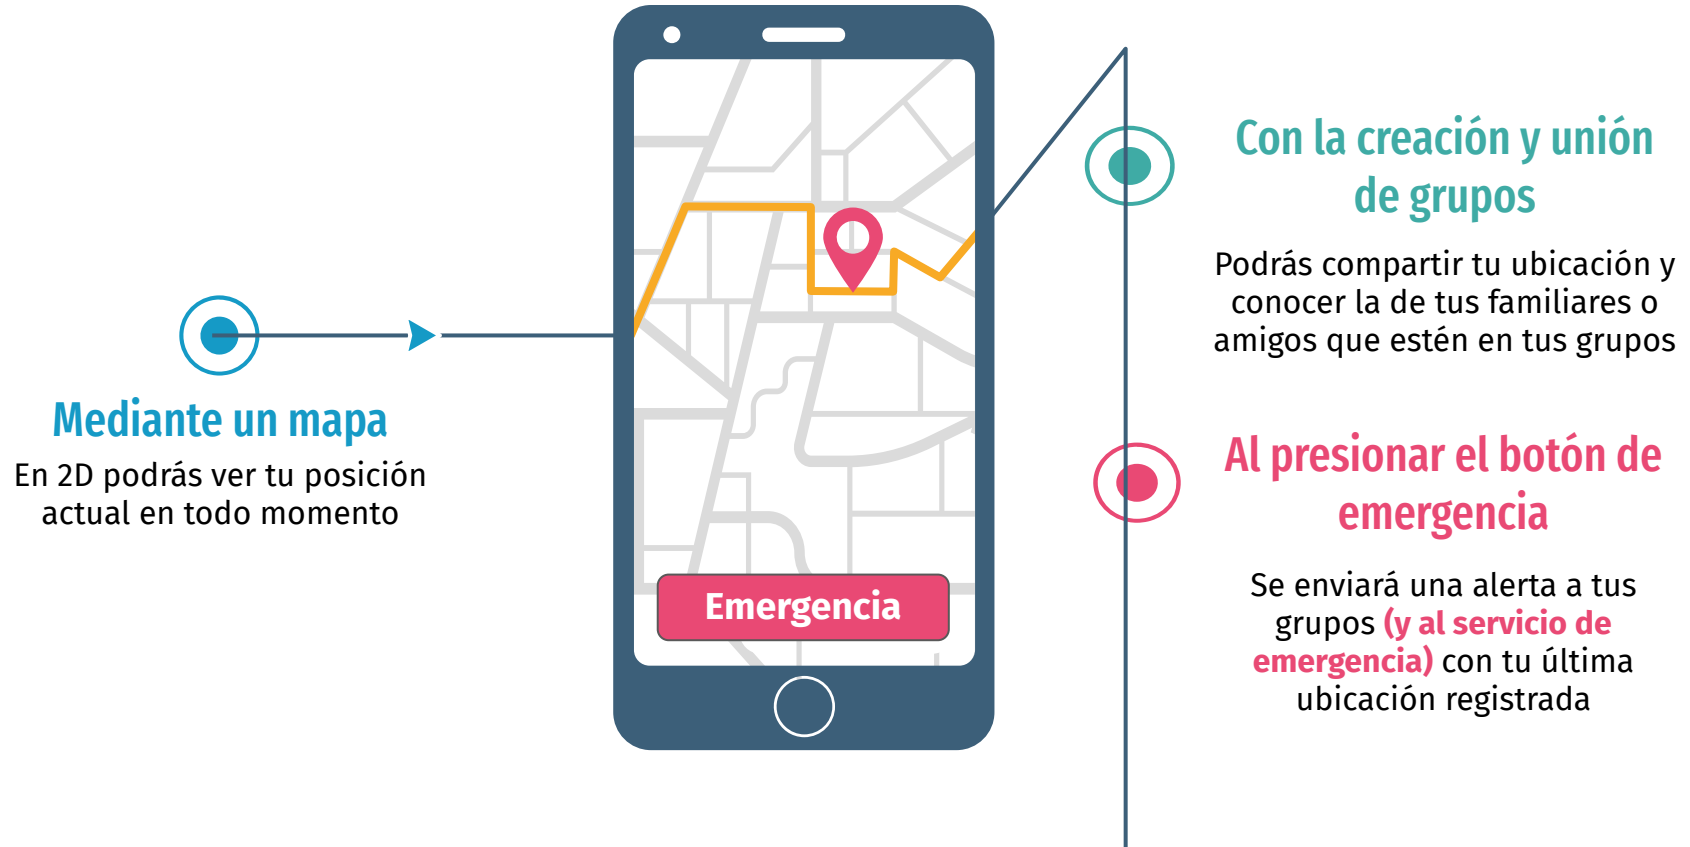 Mediante un mapa
En 2D podrás ver tu posición
actual en todo momento
Emergencia
Con la creación y unión
de grupos
Podrás compartir tu ubicación y
conocer la de tus familiares o
amigos que estén en tus grupos
Al presionar el botón de
emergencia
Se enviará una alerta a tus
grupos (y al servicio de
emergencia) con tu última
ubicación registrada